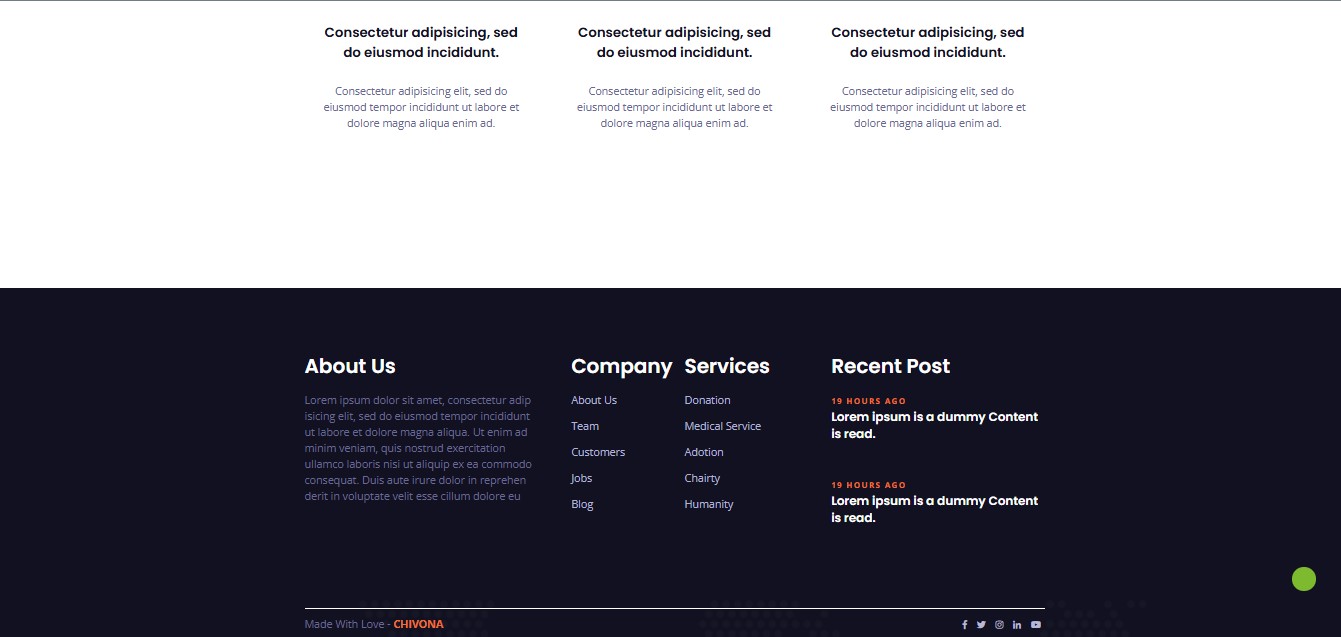 Consectetur adipisicing, sed
do eiusmod incididunt.
Consectetur adipisicing elit, sed do
eiusmod tempor incididunt ut labore et
dolore magna aliqua enim ad.
Consectetur adipisicing, sed
do eiusmod incididunt.
Consectetur adipisicing elit, sed do
eiusmod tempor incididunt ut labore et
dolore magna aliqua enim ad.
Consectetur adipisicing, sed
do eiusmod incididunt.
Consectetur adipisicing elit, sed do
eiusmod tempor incididunt ut labore et
dolore magna aliqua enim ad.
About Us
Lorem ipsum dolor sit amet, consectetur adip
isicing elit, sed do eiusmod tempor incididunt
ut labore et dolore magna aliqua. Ut enim ad
minim veniam, quis nostrud exercitation
ullamco laboris nisi ut aliquip ex ea commodo
consequat. Duis aute irure dolor in reprehen
derit in voluptate velit esse cillum dolore eu
Company
About Us
Team
Customers
Jobs
Blog
Services
Donation
Medical Service
Adotion
Chairty
Humanity
Recent Post
19 HOURS AGO
Lorem ipsum is a dummy Content
is read.
19 HOURS AGO
Lorem ipsum is a dummy Content
is read.
Made With Love - CHIVONA